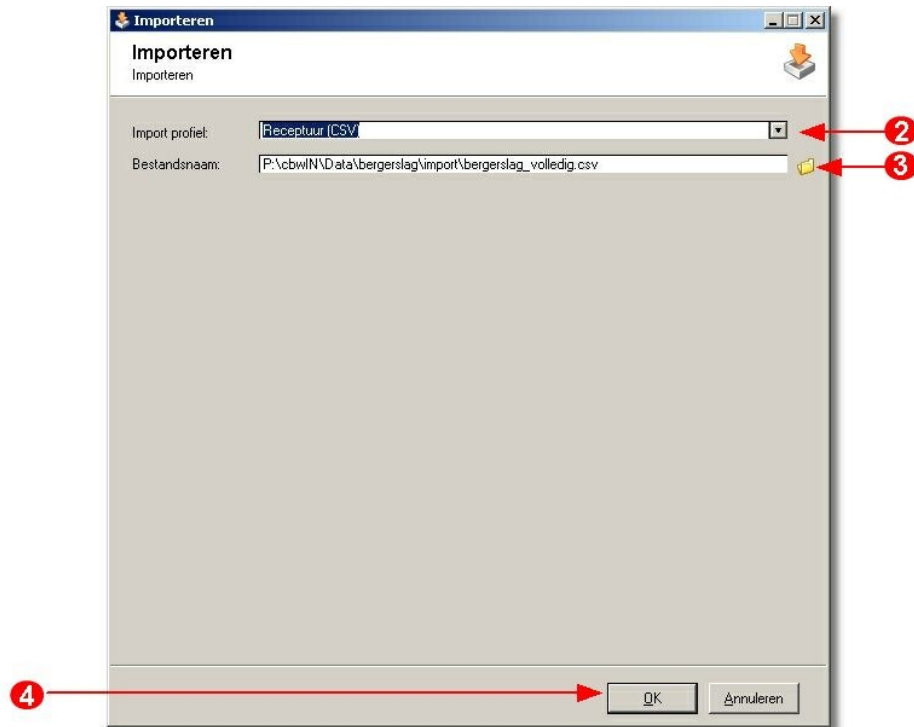 Importeren
Importeren
Importeren
Import profiel: Receptuur (CSV) 2
Bestandsnaam: P:\cbwIN\Data\bergerslag\import\bergerslag_volledig.csv 3
4 OK Annuleren